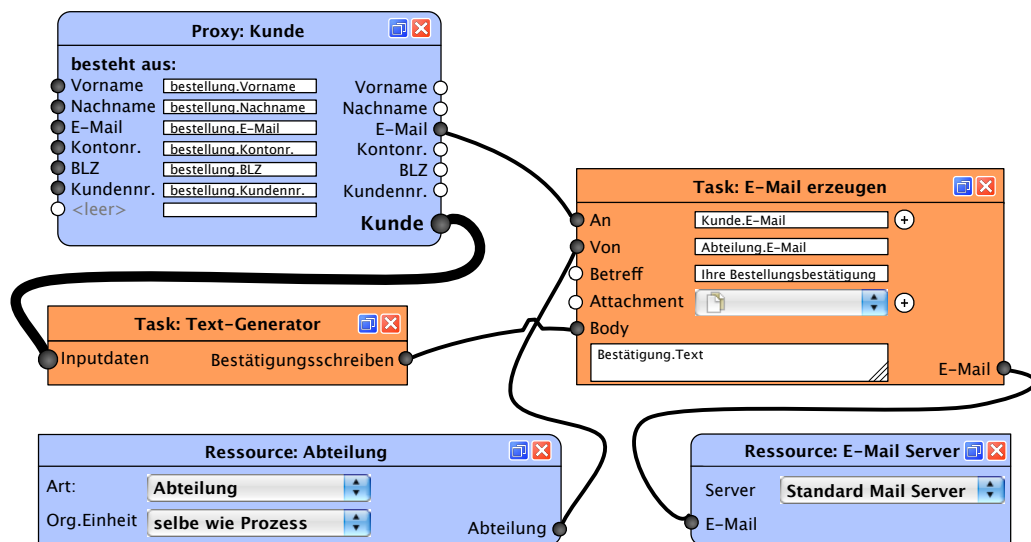 Proxy: Kunde
besteht aus:
Vorname bestellung.Vorname Vorname
Nachname bestellung.Nachname Nachname
E-Mail bestellung.E-Mail E-Mail
Kontonr. bestellung.Kontonr. Kontonr.
BLZ bestellung.BLZ BLZ
Kundennr. bestellung.Kundennr. Kundennr.
<leer>
Kunde
Task: E-Mail erzeugen
An Kunde.E-Mail +
Von Abteilung.E-Mail
Betreff Ihre Bestellungsbestätigung
Attachment +
Body
Bestätigung.Text
E-Mail
Task: Text-Generator
Inputdaten Bestätigungsschreiben
Ressource: Abteilung
Art: Abteilung
Org.Einheit selbe wie Prozess
Abteilung
Ressource: E-Mail Server
Server Standard Mail Server
E-Mail